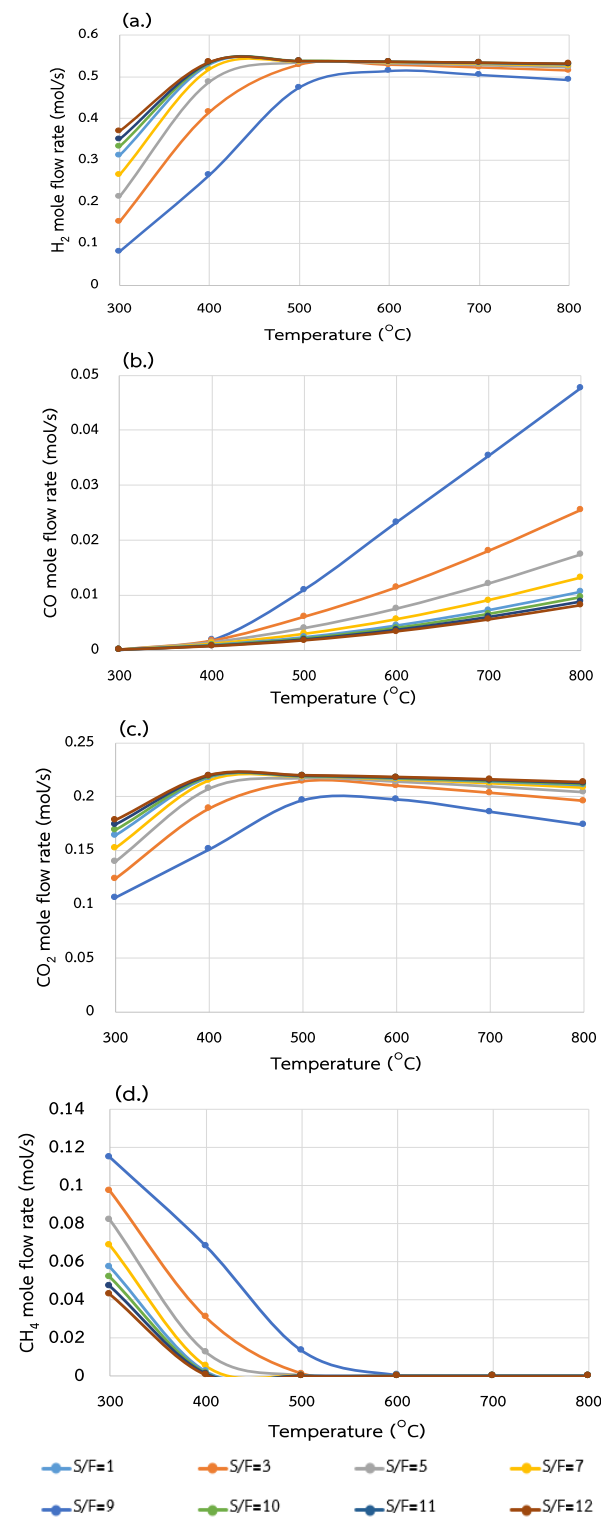 (a.)
0.6
0.5
0.4
0.3
0.2
0.1
0
H2 mole flow rate (mol/s)
300 400 500 600 700 800
Temperature (°C)
(b.)
0.05
0.04
0.03
0.02
0.01
0
CO mole flow rate (mol/s)
300 400 500 600 700 800
Temperature (°C)
(c.)
0.25
0.2
0.15
0.1
0.05
0
CO2 mole flow rate (mol/s)
300 400 500 600 700 800
Temperature (°C)
(d.)
0.14
0.12
0.1
0.08
0.06
0.04
0.02
0
CH4 mole flow rate (mol/s)
300 400 500 600 700 800
Temperature (°C)
S/F=1 S/F=3 S/F=5 S/F=7
S/F=9 S/F=10 S/F=11 S/F=12